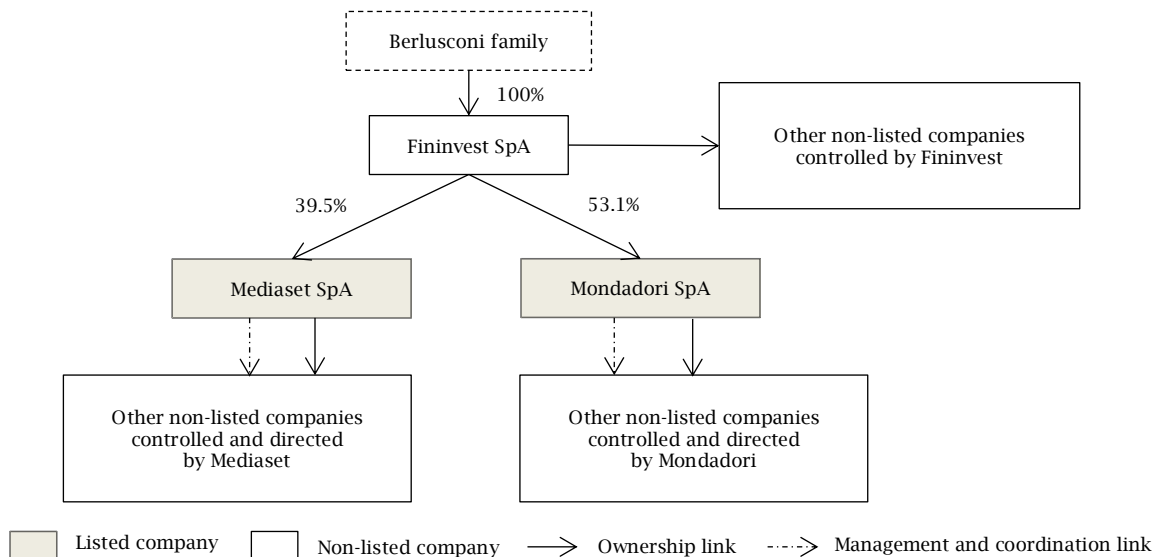 Berlusconi family
100%
Fininvest SpA
Other non-listed companies
controlled by Fininvest
39.5%
53.1%
Mediaset SpA
Mondadori SpA
Other non-listed companies
controlled and directed
by Mediaset
Other non-listed companies
controlled and directed
by Mondadori
Listed company
Non-listed company
Ownership link
Management and coordination link